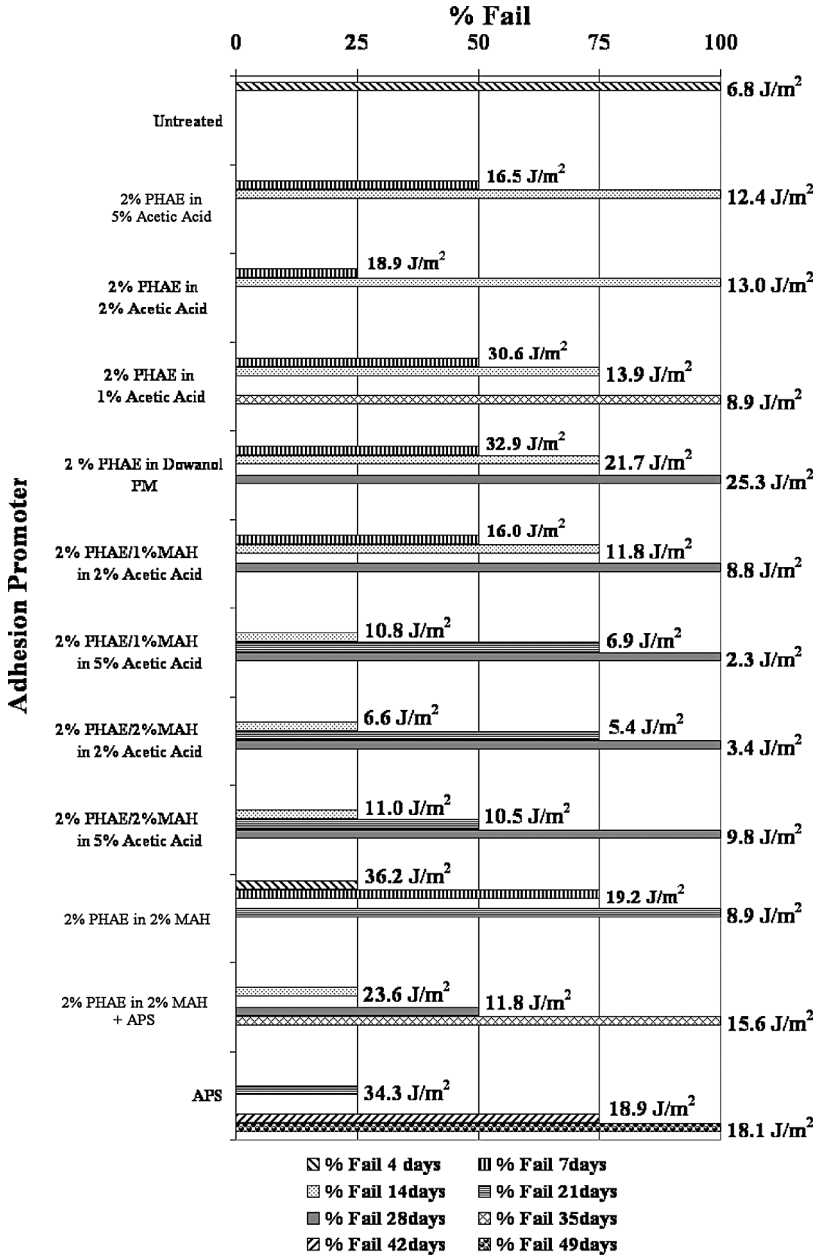 % Fail
0 25 50 75 100
6.8 J/m²
Untreated
16.5 J/m²
2% PHAE in
5% Acetic Acid
12.4 J/m²
18.9 J/m²
2% PHAE in
2% Acetic Acid
13.0 J/m²
30.6 J/m²
2% PHAE in
1% Acetic Acid
13.9 J/m²
8.9 J/m²
32.9 J/m²
2 % PHAE in Dowanol
PM
21.7 J/m²
25.3 J/m²
16.0 J/m²
2% PHAE/1%MAH
in 2% Acetic Acid
11.8 J/m²
8.8 J/m²
10.8 J/m²
2% PHAE/1%MAH
in 5% Acetic Acid
6.9 J/m²
2.3 J/m²
6.6 J/m²
2% PHAE/2%MAH
in 2% Acetic Acid
5.4 J/m²
3.4 J/m²
11.0 J/m²
2% PHAE/2%MAH
in 5% Acetic Acid
10.5 J/m²
9.8 J/m²
36.2 J/m²
19.2 J/m²
2% PHAE in 2% MAH
8.9 J/m²
23.6 J/m²
2% PHAE in 2% MAH
+ APS
11.8 J/m²
15.6 J/m²
APS
34.3 J/m²
18.9 J/m²
18.1 J/m²
Adhesion Promoter
% Fail 4 days
% Fail 7days
% Fail 14days
% Fail 21days
% Fail 28days
% Fail 35days
% Fail 42days
% Fail 49days